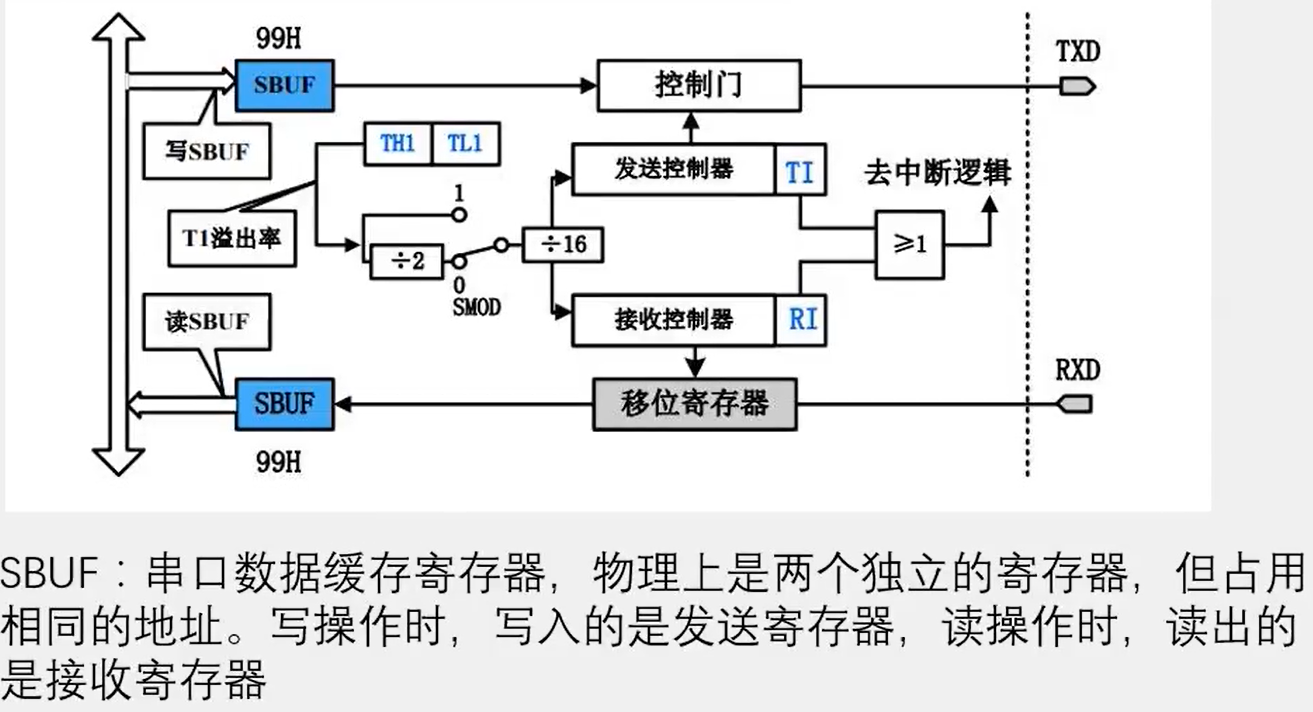 99H
SBUF
控制门
TXD
写SBUF
TH1 TL1
发送控制器 TI
去中断逻辑
T1溢出率
1
÷2
0
SMOD
÷16
≥1
读SBUF
接收控制器 RI
RXD
SBUF
移位寄存器
99H
SBUF：串口数据缓存寄存器，物理上是两个独立的寄存器，但占用
相同的地址。写操作时，写入的是发送寄存器，读操作时，读出的
是接收寄存器